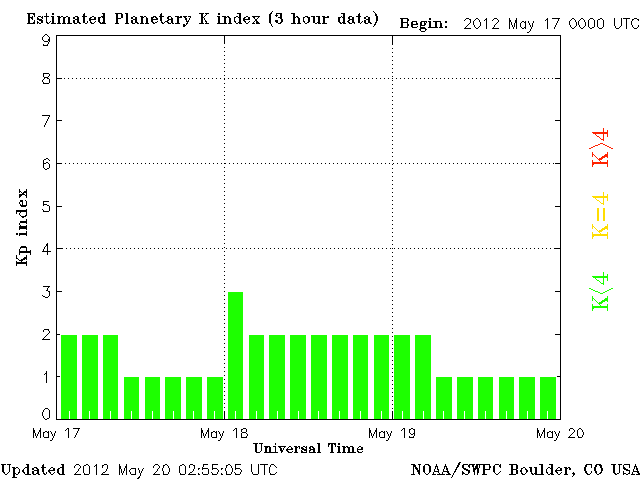 Estimated Planetary K index (3 hour data) Begin: 2012 May 17 0000 UTC
9
8
7
6
5
4
3
2
1
0
Kp index
K>4
K=4
K<4
May 17 May 18 May 19 May 20
Universal Time
Updated 2012 May 20 02:55:05 UTC NOAA/SWPC Boulder, CO USA